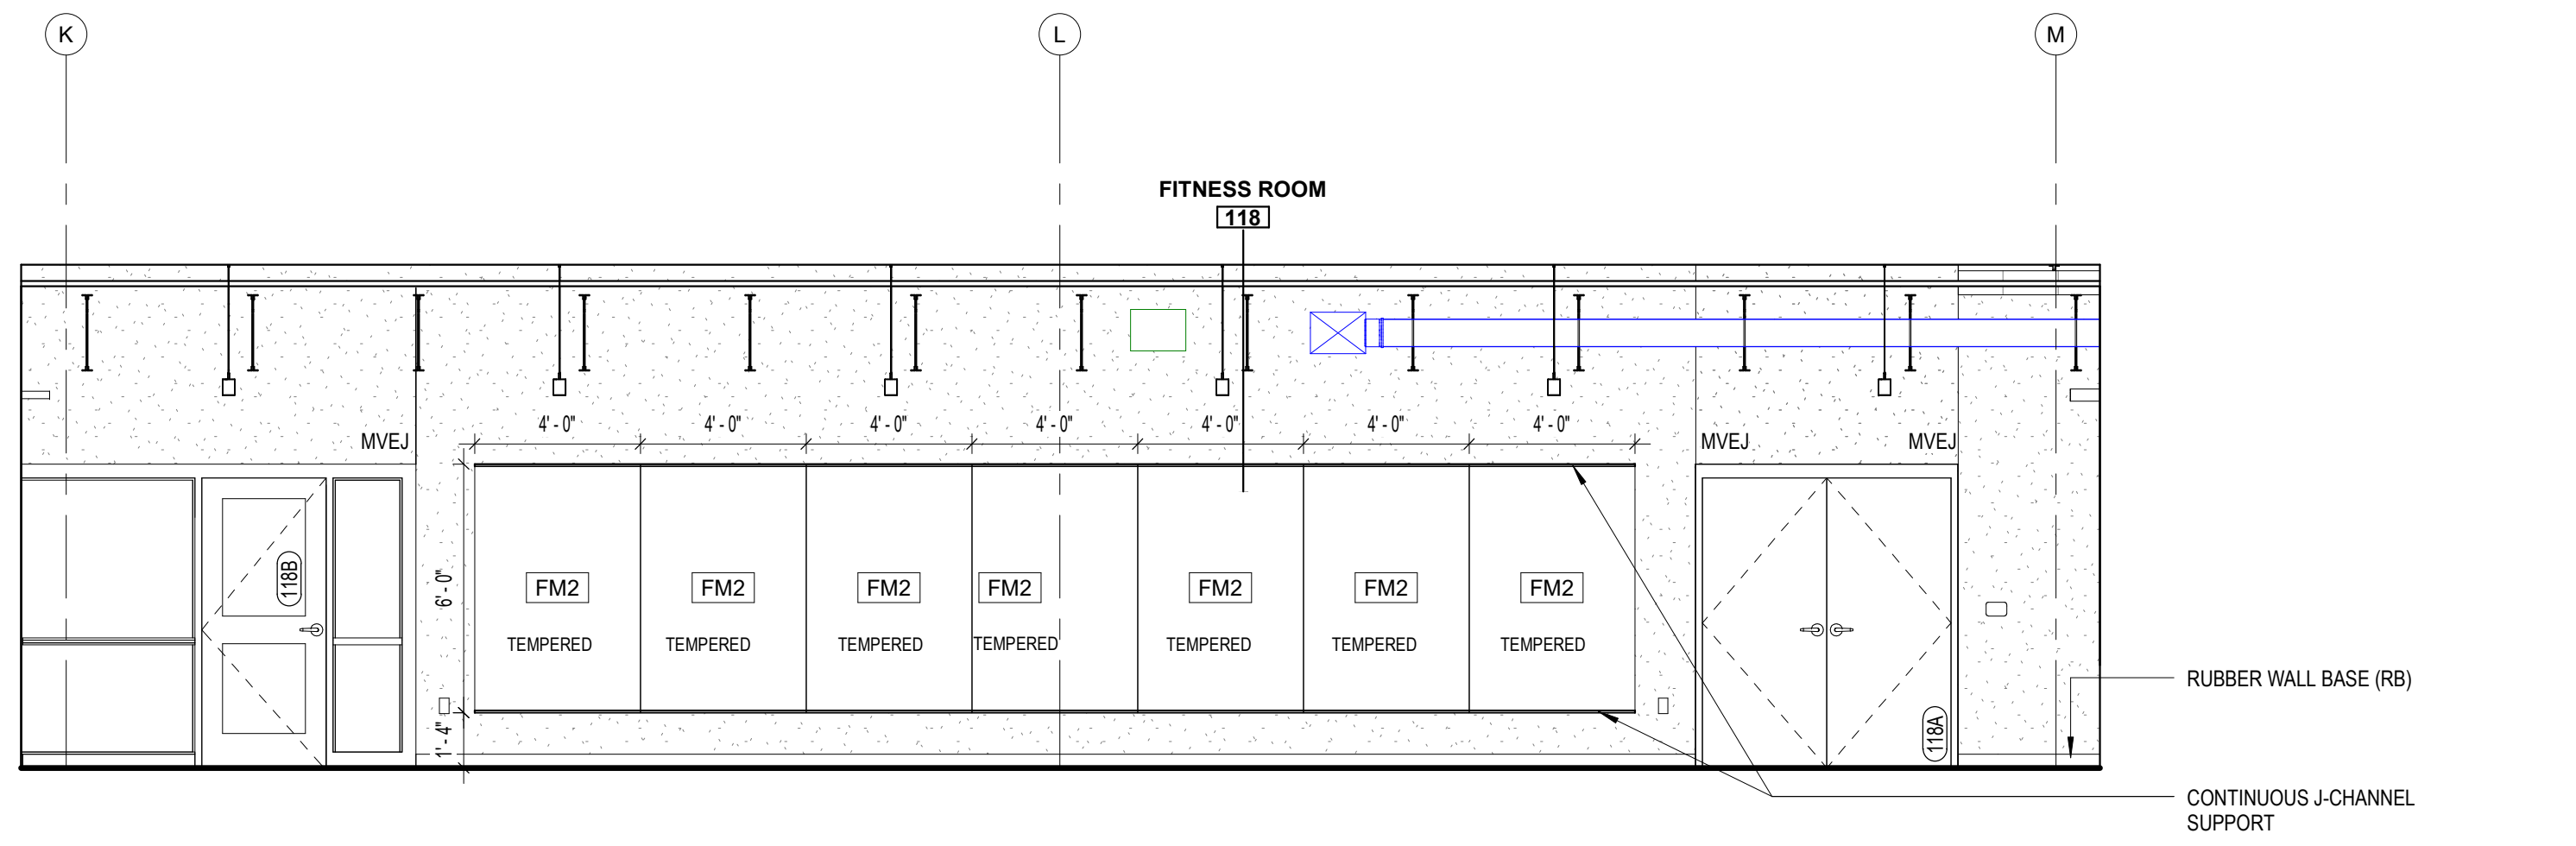 K
L
M
FITNESS ROOM
118
4' - 0"
4' - 0"
4' - 0"
4' - 0"
4' - 0"
4' - 0"
4' - 0"
MVEJ
MVEJ
MVEJ
118B
6' - 0"
FM2
FM2
FM2
FM2
FM2
FM2
FM2
TEMPERED
TEMPERED
TEMPERED
TEMPERED
TEMPERED
TEMPERED
TEMPERED
1' - 4"
118A
RUBBER WALL BASE (RB)
CONTINUOUS J-CHANNEL
SUPPORT